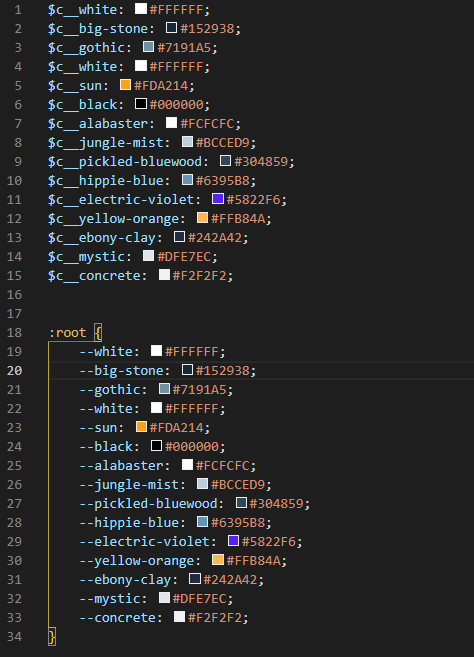 1 $c__white: #FFFFFF;
2 $c__big-stone: #152938;
3 $c__gothic: #7191A5;
4 $c__white: #FFFFFF;
5 $c__sun: #FDA214;
6 $c__black: #000000;
7 $c__alabaster: #FCFCFC;
8 $c__jungle-mist: #BCCED9;
9 $c__pickled-bluewood: #304859;
10 $c__hippie-blue: #6395B8;
11 $c__electric-violet: #5822F6;
12 $c__yellow-orange: #FFB84A;
13 $c__ebony-clay: #242A42;
14 $c__mystic: #DFE7EC;
15 $c__concrete: #F2F2F2;
16
17
18 :root {
19     --white: #FFFFFF;
20     --big-stone: #152938;
21     --gothic: #7191A5;
22     --white: #FFFFFF;
23     --sun: #FDA214;
24     --black: #000000;
25     --alabaster: #FCFCFC;
26     --jungle-mist: #BCCED9;
27     --pickled-bluewood: #304859;
28     --hippie-blue: #6395B8;
29     --electric-violet: #5822F6;
30     --yellow-orange: #FFB84A;
31     --ebony-clay: #242A42;
32     --mystic: #DFE7EC;
33     --concrete: #F2F2F2;
34 }